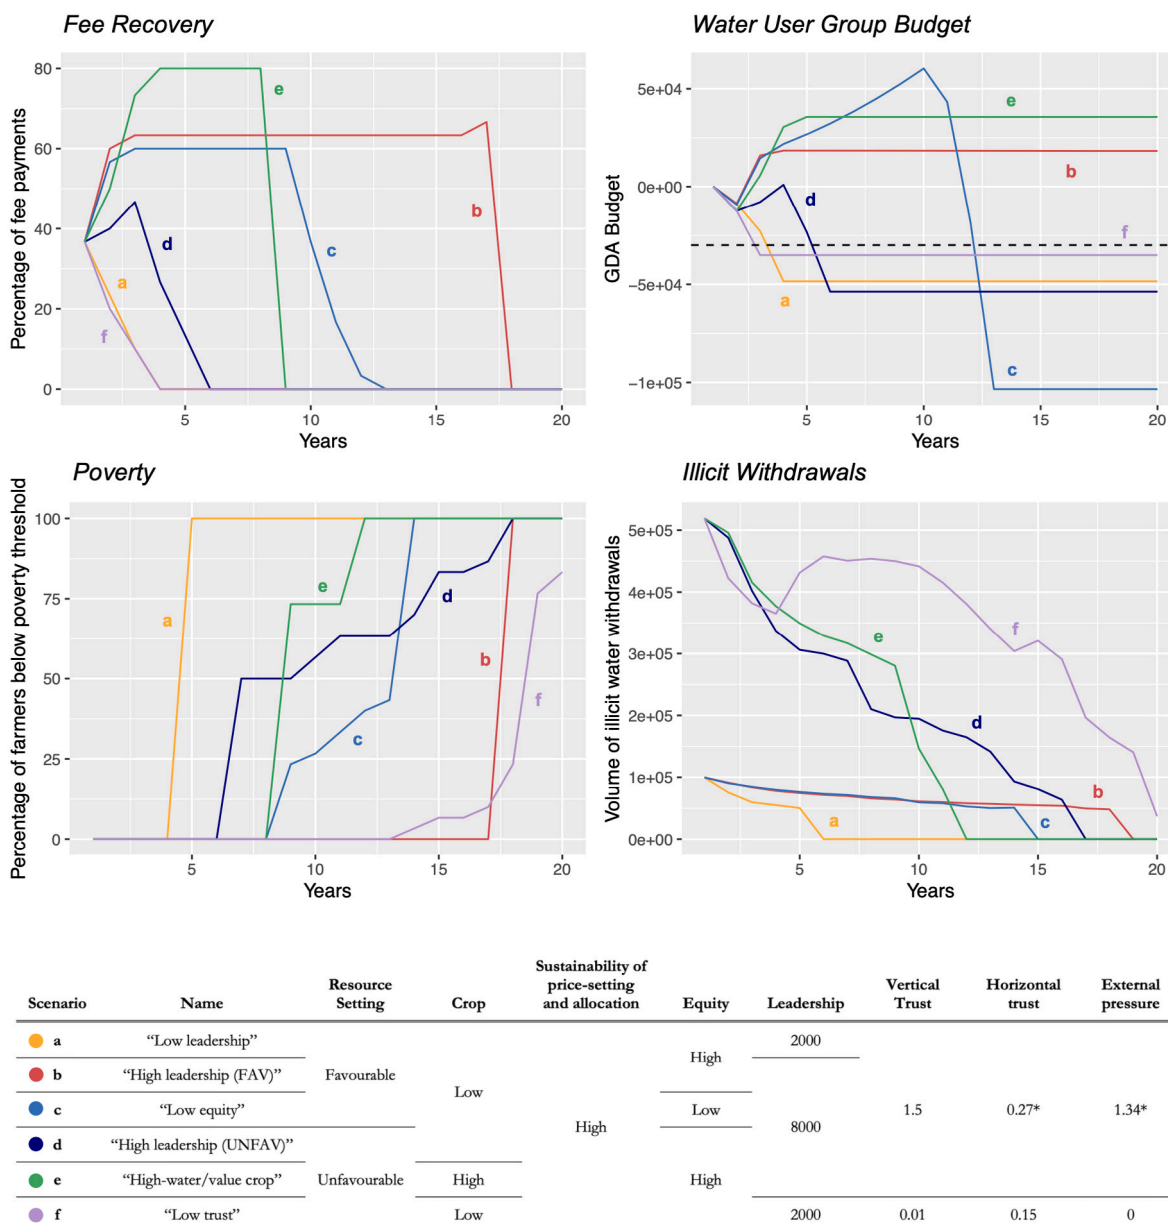 Fee Recovery
Water User Group Budget
80
60
40
20
0
Percentage of fee payments
5
10
15
20
Years
e
b
d
c
a
f
5e+04
0e+00
−5e+04
−1e+05
GDA Budget
5
10
15
20
Years
e
b
d
f
a
c
Poverty
Illicit Withdrawals
100
75
50
25
0
Percentage of farmers below poverty threshold
5
10
15
20
Years
a
e
d
b
f
c
5e+05
4e+05
3e+05
2e+05
1e+05
0e+00
Volume of illicit water withdrawals
5
10
15
20
Years
e
f
d
b
a
c
Scenario Name Resource Setting Crop Sustainability of price-setting and allocation Equity Leadership Vertical Trust Horizontal trust External pressure
a "Low leadership" 2000
High
b "High leadership (FAV)" Favourable
Low
c "Low equity" Low 1.5 0.27* 1.34*
High 8000
d "High leadership (UNFAV)"
e "High-water/value crop" Unfavourable High High
f "Low trust" Low 2000 0.01 0.15 0